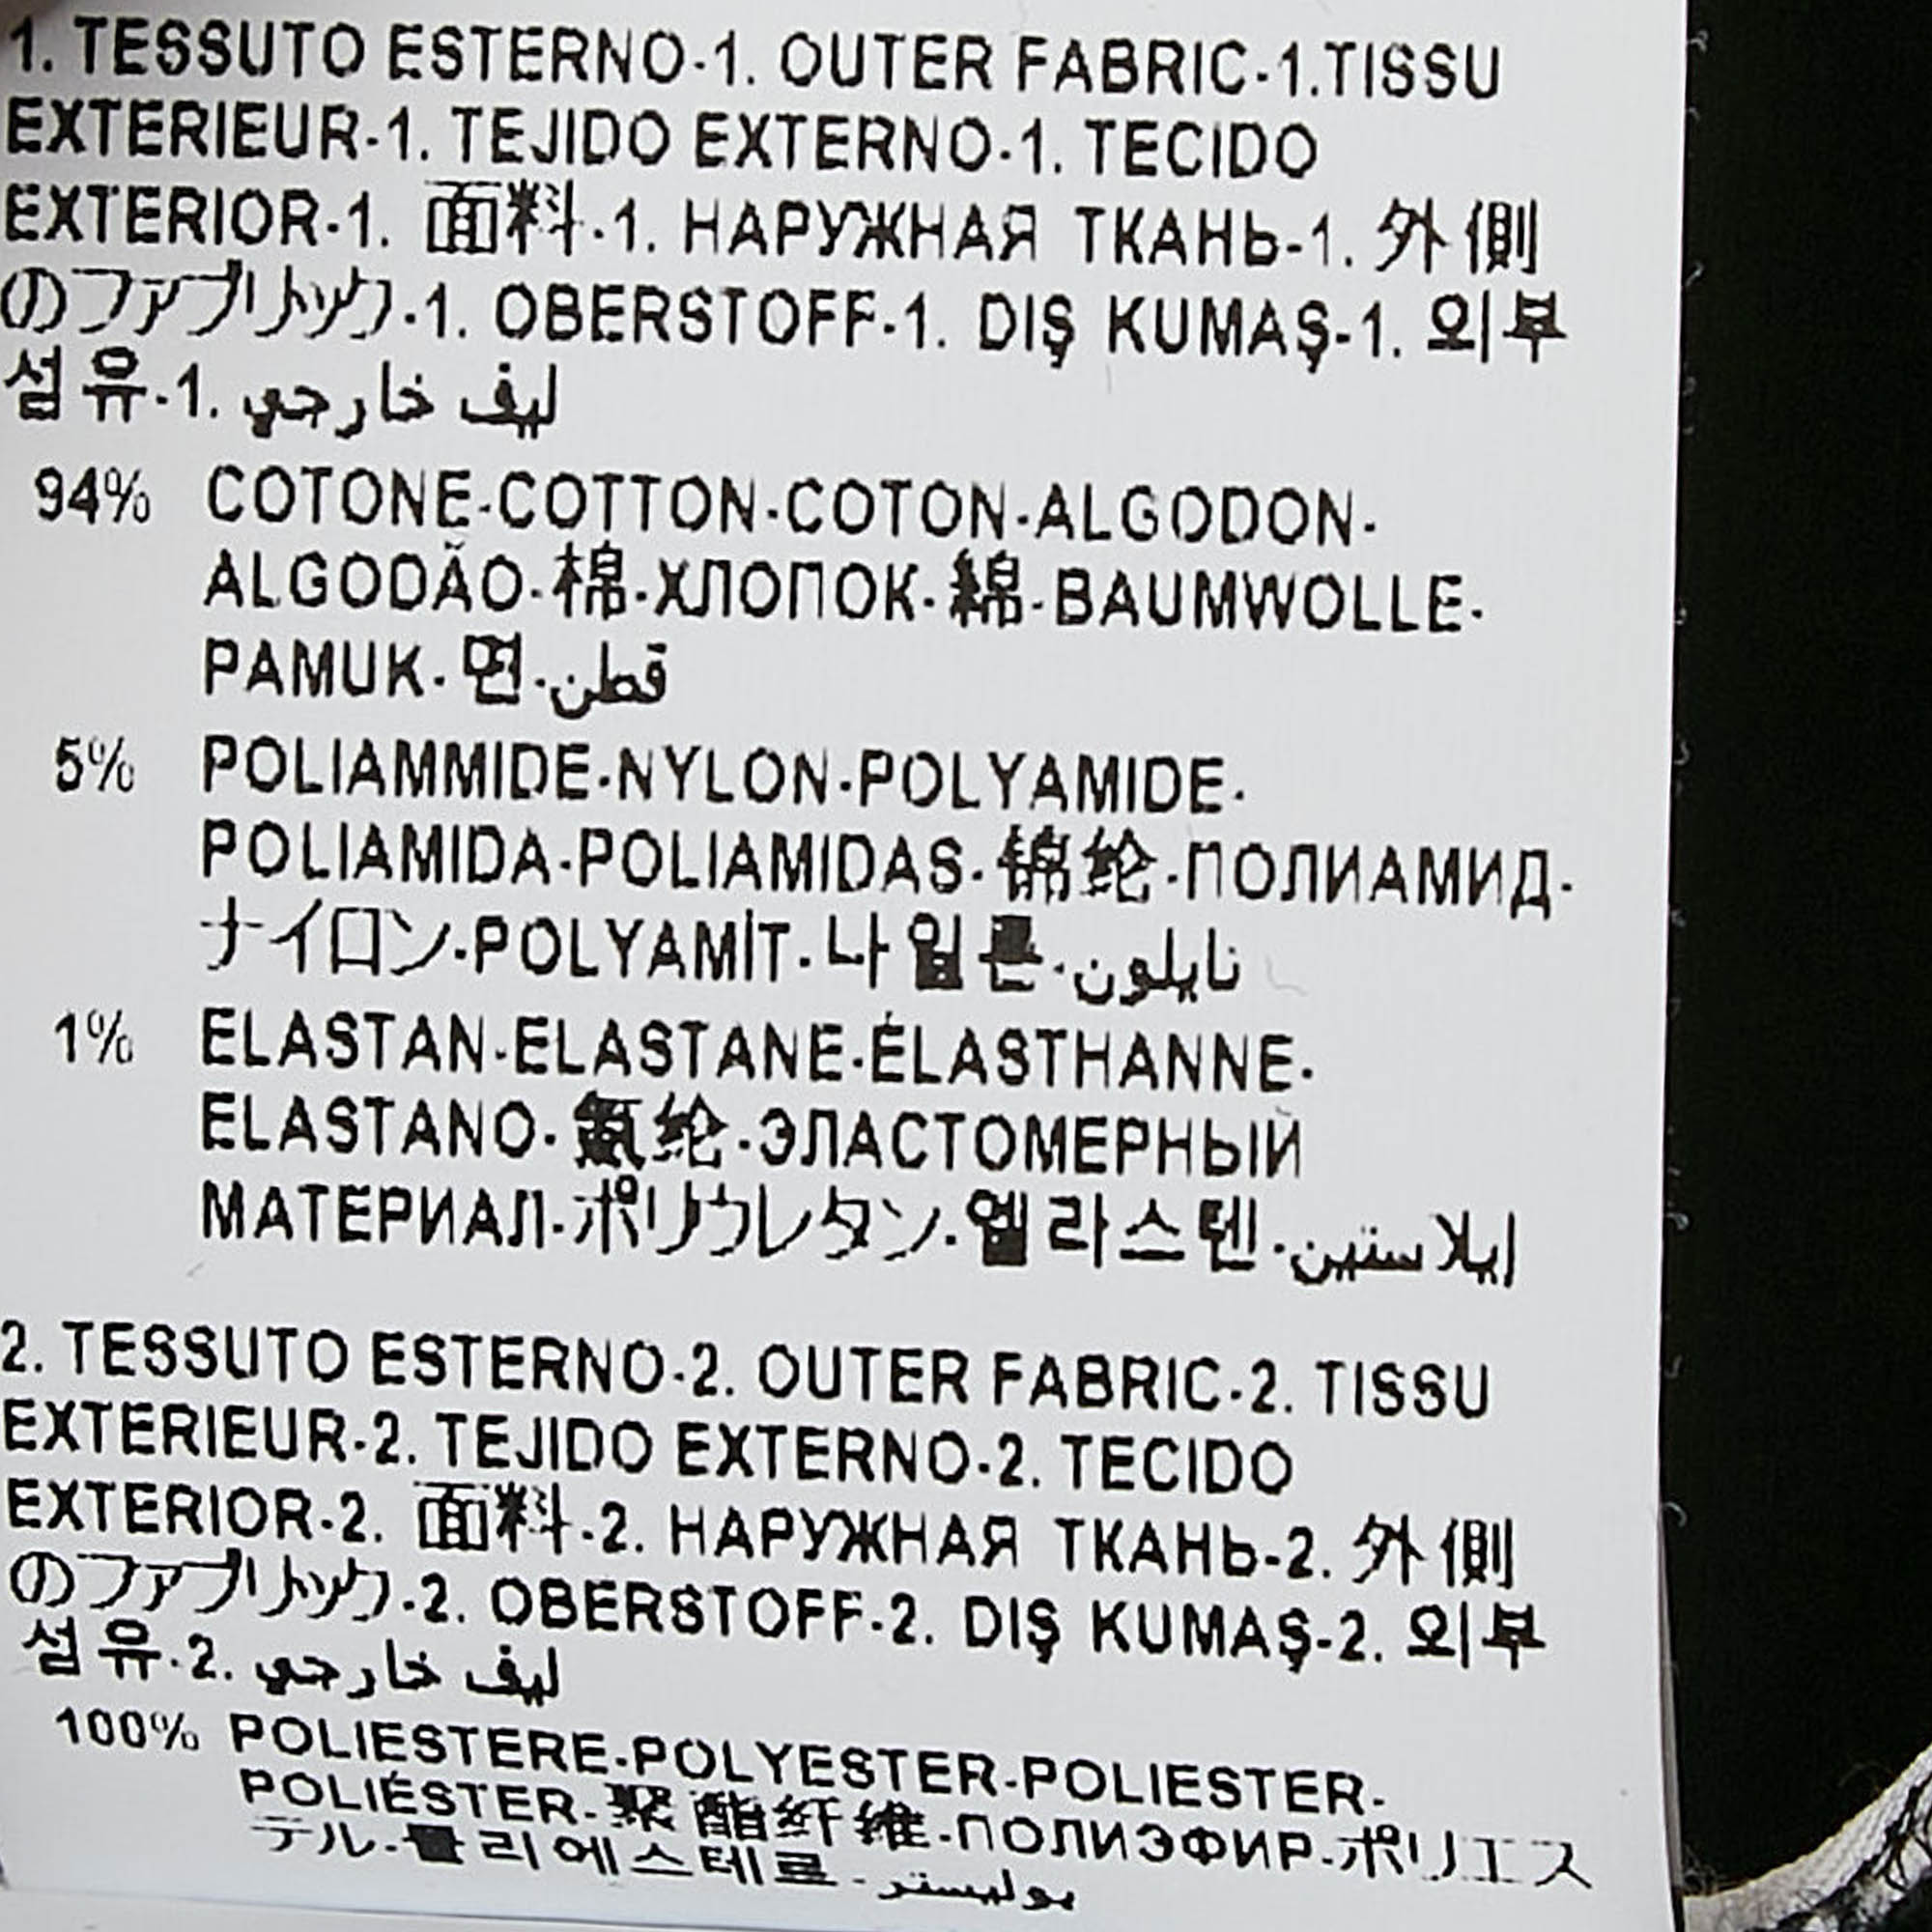 1. TESSUTO ESTERNO-1. OUTER FABRIC-1.TISSU
EXTERIEUR-1. TEJIDO EXTERNO-1. TECIDO
EXTERIOR-1. 面料-1. НАРУЖНАЯ ТКАНЬ-1. 外側
のファブリック-1. OBERSTOFF-1. DIŞ KUMAŞ-1. 외부
섬유-1. ليف خارجي
94% COTONE-COTTON-COTON-ALGODON-
ALGODÃO-棉-ХЛОПОК-綿-BAUMWOLLE-
PAMUK-면-قطن
5% POLIAMMIDE-NYLON-POLYAMIDE-
POLIAMIDA-POLIAMIDAS-锦纶-ПОЛИАМИД-
ナイロン-POLYAMİT-나일론-نايلون
1% ELASTAN-ELASTANE-ÉLASTHANNE-
ELASTANO-氨纶-ЭЛАСТОМЕРНЫЙ
МАТЕРИАЛ-ポリウレタン-엘라스텐-إيلاستين
2. TESSUTO ESTERNO-2. OUTER FABRIC-2. TISSU
EXTERIEUR-2. TEJIDO EXTERNO-2. TECIDO
EXTERIOR-2. 面料-2. НАРУЖНАЯ ТКАНЬ-2. 外側
のファブリック-2. OBERSTOFF-2. DIŞ KUMAŞ-2. 외부
섬유-2. ليف خارجي
100% POLIESTERE-POLYESTER-POLIESTER-
POLIÉSTER-聚酯纤维-ПОЛИЭФИР-ポリエス
テル-폴리에스테르-بوليستر